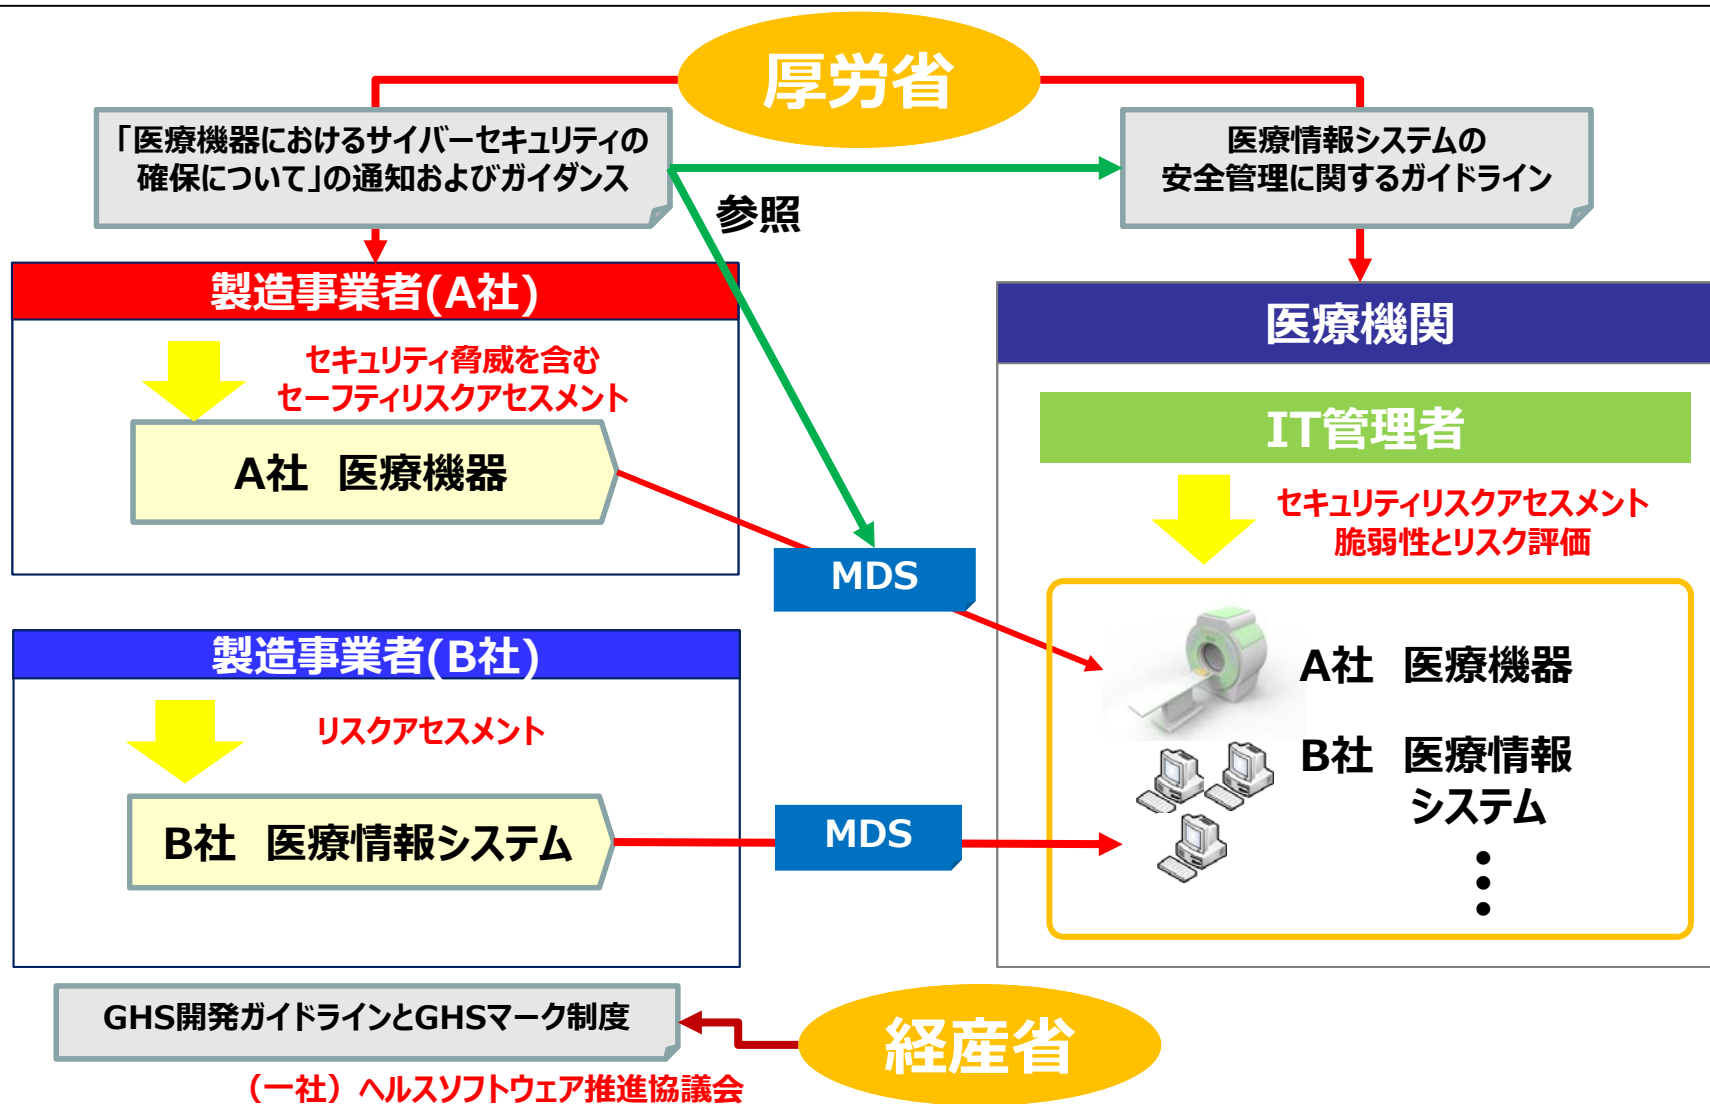 厚労省
「医療機器におけるサイバーセキュリティの
確保について」の通知およびガイダンス
医療情報システムの
安全管理に関するガイドライン
参照
製造事業者(A社)
セキュリティ脅威を含む
セーフティリスクアセスメント
A社 医療機器
MDS
医療機関
IT管理者
セキュリティリスクアセスメント
脆弱性とリスク評価
A社 医療機器
B社 医療情報
システム
製造事業者(B社)
リスクアセスメント
B社 医療情報システム
MDS
GHS開発ガイドラインとGHSマーク制度
経産省
（一社）ヘルスソフトウェア推進協議会